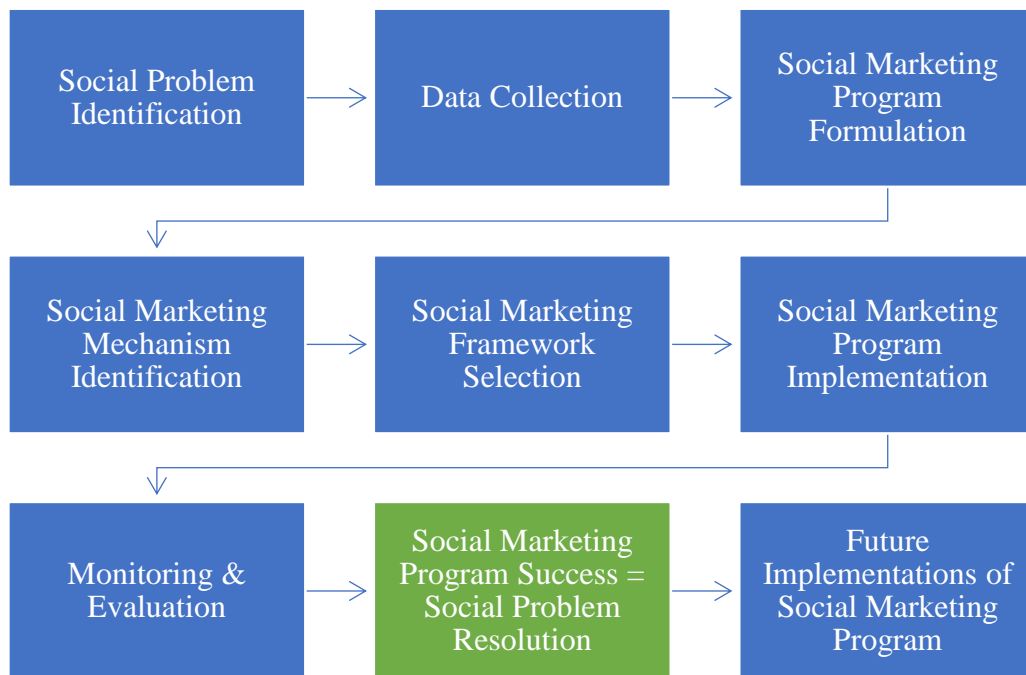 Social Problem
Identification
Data Collection
Social Marketing
Program
Formulation
Social Marketing
Mechanism
Identification
Social Marketing
Framework
Selection
Social Marketing
Program
Implementation
Monitoring &
Evaluation
Social Marketing
Program Success =
Social Problem
Resolution
Future
Implementations of
Social Marketing
Program